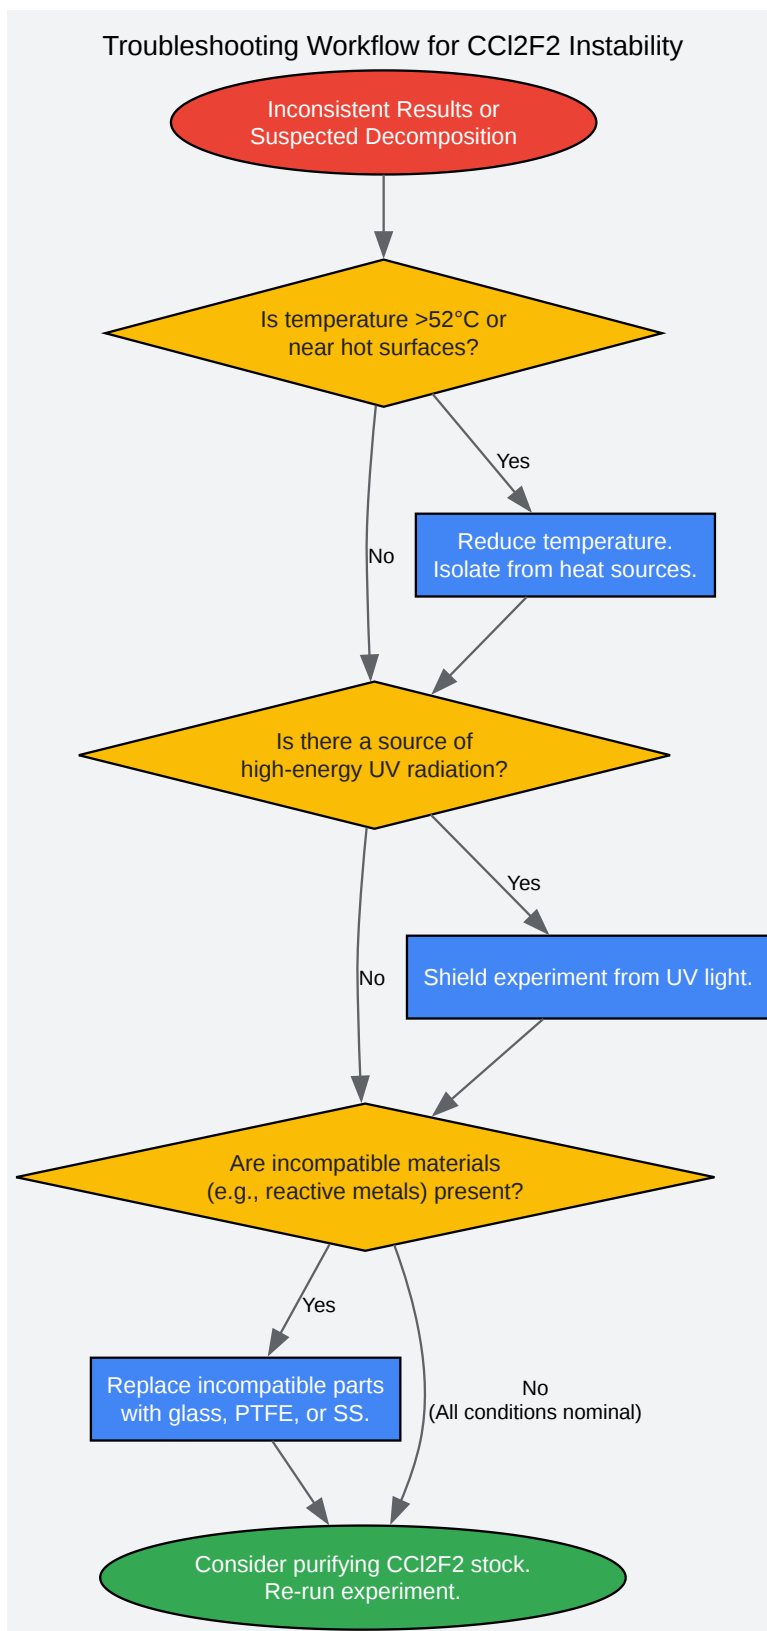 Troubleshooting Workflow for CCl2F2 Instability
Inconsistent Results or
Suspected Decomposition
Is temperature >52°C or
near hot surfaces?
Yes
Reduce temperature.
Isolate from heat sources.
No
Is there a source of
high-energy UV radiation?
Yes
Shield experiment from UV light.
No
Are incompatible materials
(e.g., reactive metals) present?
Yes
Replace incompatible parts
with glass, PTFE, or SS.
No
(All conditions nominal)
Consider purifying CCl2F2 stock.
Re-run experiment.